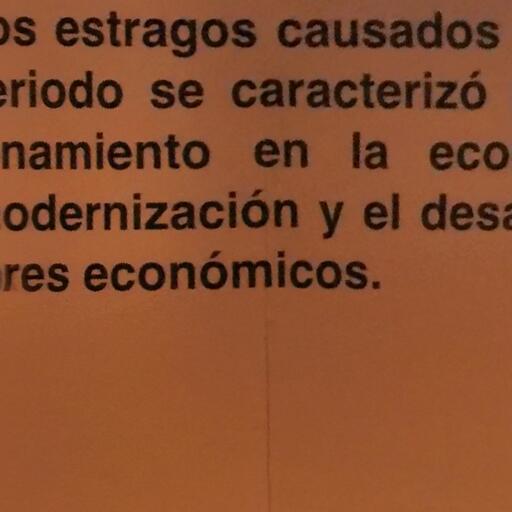 os estragos causados
eriodo se caracterizó
namiento en la eco
odernización y el desa
res económicos.